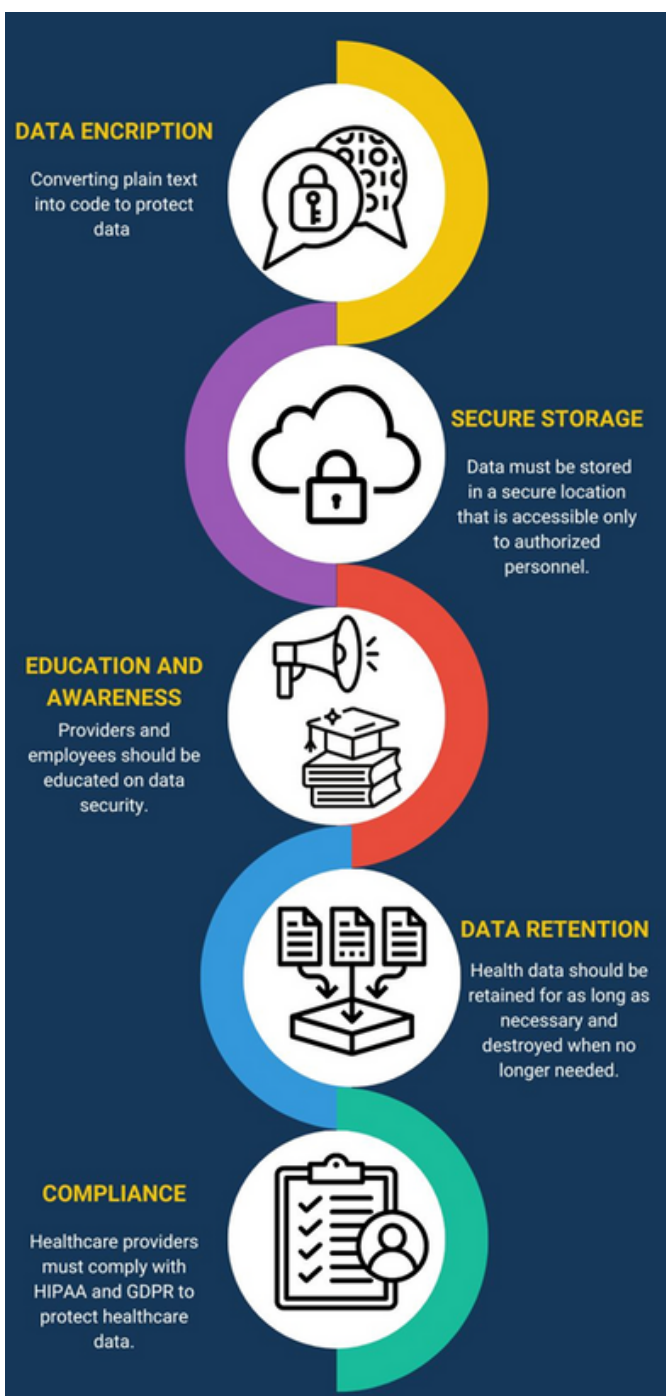 DATA ENCRIPTION
Converting plain text
into code to protect
data
SECURE STORAGE
Data must be stored
in a secure location
that is accessible only
to authorized
personnel.
EDUCATION AND
AWARENESS
Providers and
employees should be
educated on data
security.
DATA RETENTION
Health data should be
retained for as long as
necessary and
destroyed when no
longer needed.
COMPLIANCE
Healthcare providers
must comply with
HIPAA and GDPR to
protect healthcare
data.